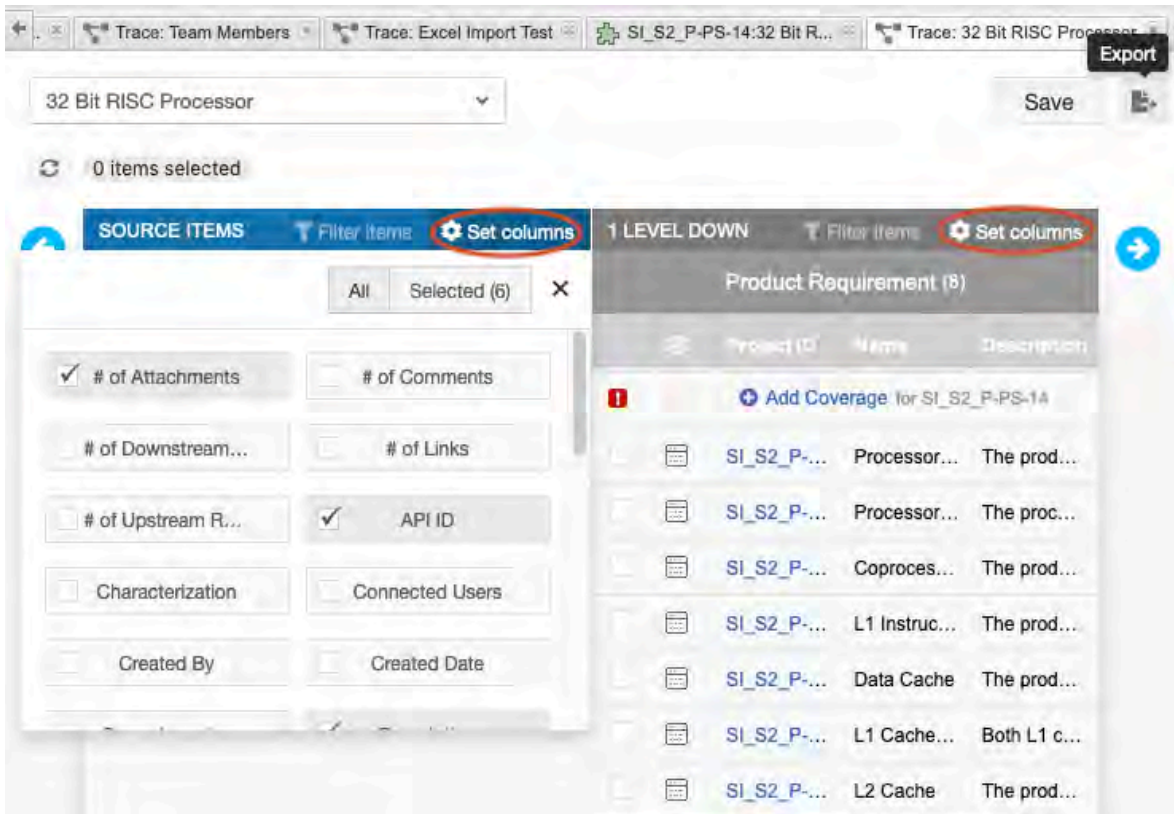 . Trace: Team Members Trace: Excel Import Test SI_S2_P-PS-14:32 Bit R... Trace: 32 Bit RISC Processor
Export
32 Bit RISC Processor Save
0 items selected
SOURCE ITEMS Filter items Set columns 1 LEVEL DOWN Filter items Set columns
All Selected (6) Product Requirement (8)
Project ID Name Description
# of Attachments # of Comments
Add Coverage for SI_S2_P-PS-14
# of Downstream... # of Links
SI_S2_P-... Processor... The prod...
# of Upstream R... API ID
SI_S2_P-... Processor... The proc...
SI_S2_P-... Coproces... The prod...
Characterization Connected Users
SI_S2_P-... L1 Instruc... The prod...
Created By Created Date
SI_S2_P-... Data Cache The prod...
SI_S2_P-... L1 Cache... Both L1 c...
SI_S2_P-... L2 Cache The prod...